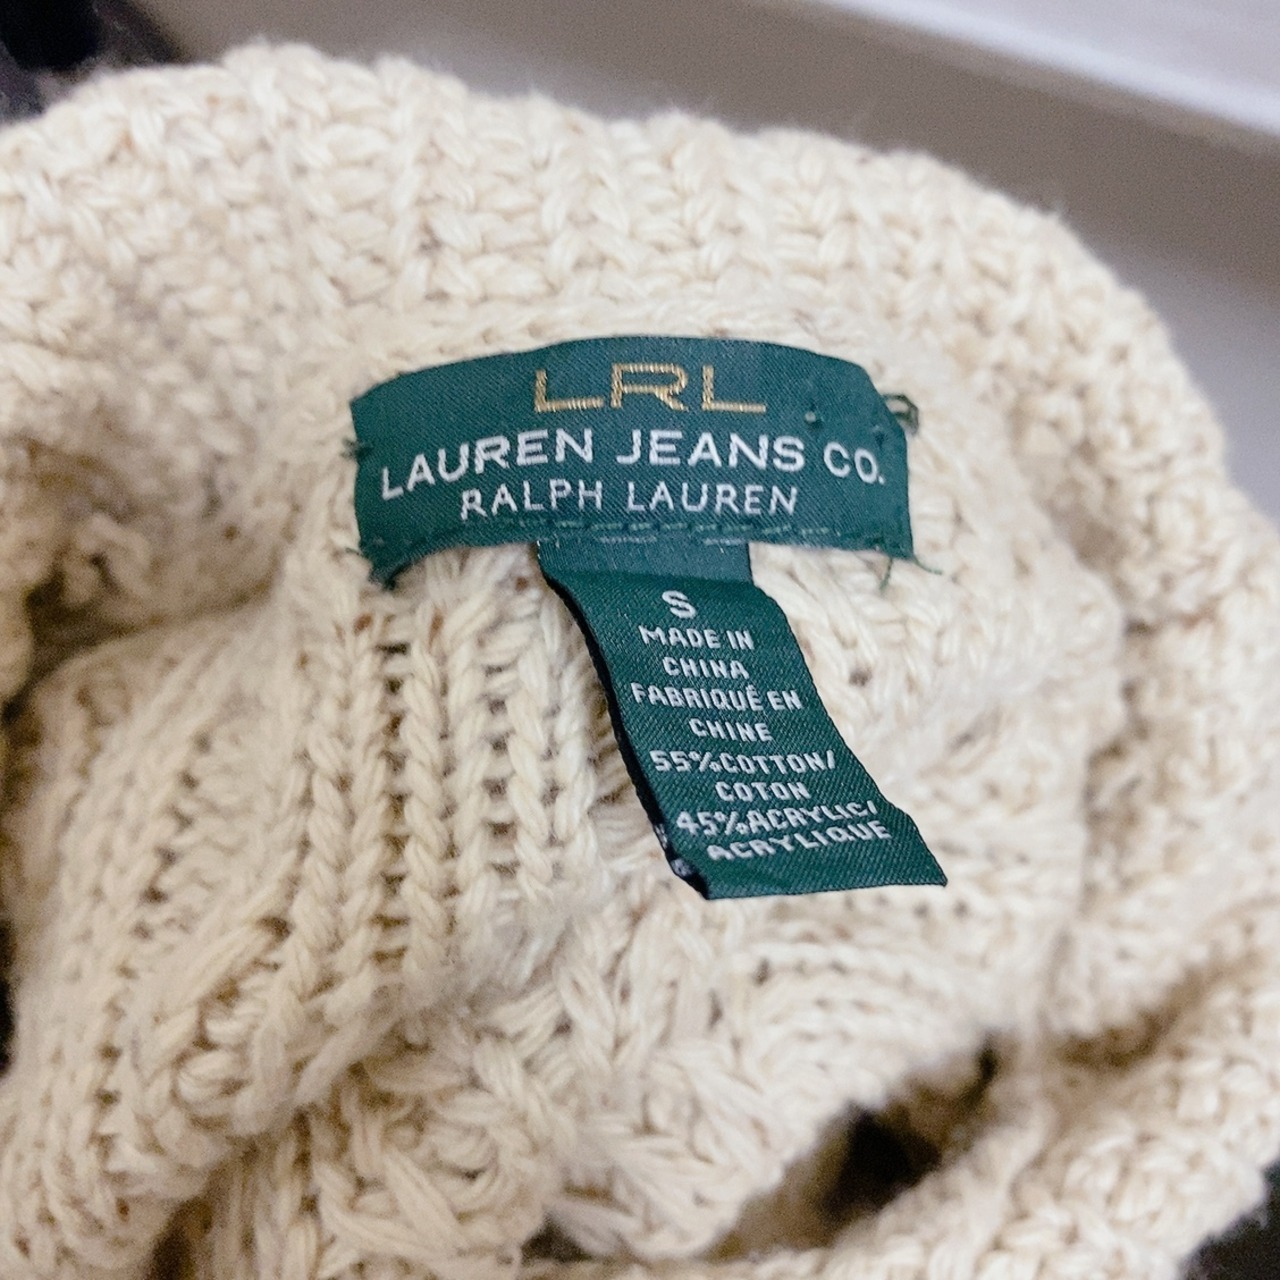 LRL
LAUREN JEANS CO.
RALPH LAUREN
S
MADE IN
CHINA
FABRIQUÉ EN
CHINE
55%COTTON/
COTON
45%ACRYLIC/
ACRYLIQUE